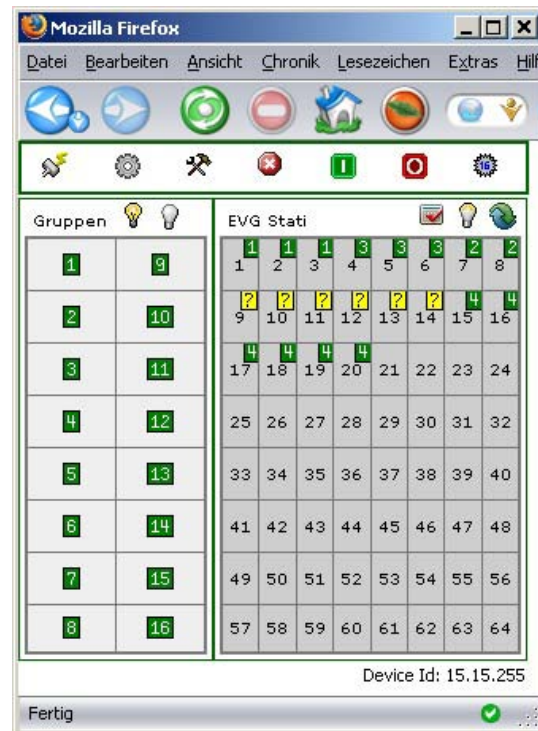 Mozilla Firefox
Datei Bearbeiten Ansicht Chronik Lesezeichen Extras Hilf
16
Gruppen
1 9
2 10
3 11
4 12
5 13
6 14
7 15
8 16
EVG Stati
1 1 1 3 3 3 2 2
1 2 3 4 5 6 7 8
? ? ? ? ? ? 4 4
9 10 11 12 13 14 15 16
4 4 4 4
17 18 19 20 21 22 23 24
25 26 27 28 29 30 31 32
33 34 35 36 37 38 39 40
41 42 43 44 45 46 47 48
49 50 51 52 53 54 55 56
57 58 59 60 61 62 63 64
Device Id: 15.15.255
Fertig